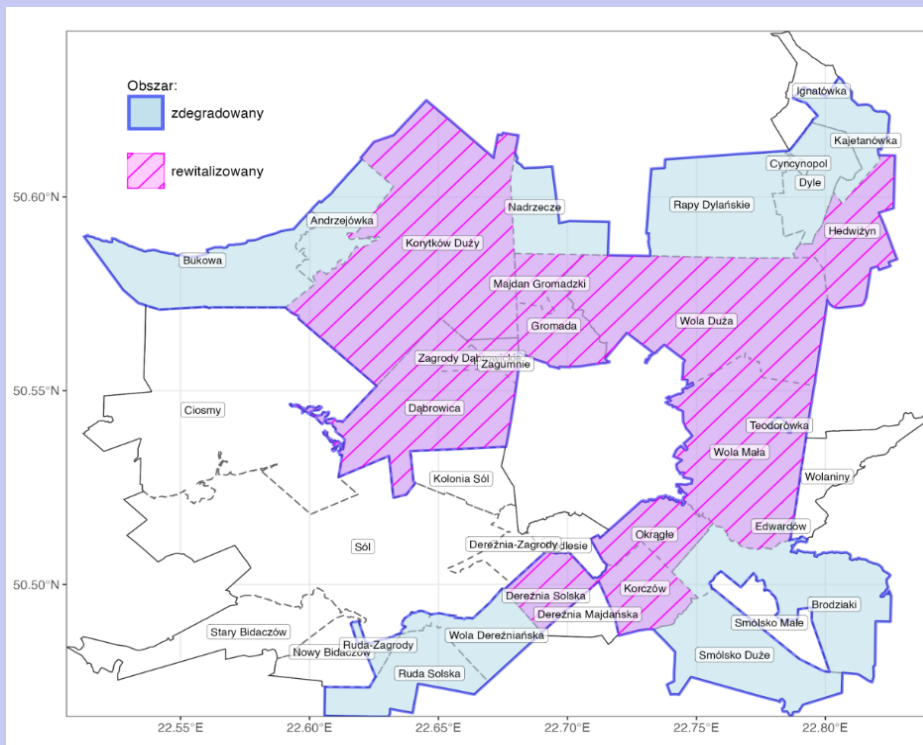 Obszar:
zdegradowany
rewitalizowany
Ignatówka
Kajetanówka
Cyncynopol
Dyle
Rapy Dylańskie
Nadrzecze
Andrzejówka
Hedwiżyn
Korytków Duży
Bukowa
Majdan Gromadzki
Gromada
Wola Duża
Zagrody Dąbrowickie
Zagumnie
Ciosmy
Dąbrowica
Teodorówka
Wola Mała
Wolaniny
Kolonia Sól
Edwardów
Okrągłe
Sól
Dereźnia-Zagrody
Korczów
Dereźnia Solska
Brodziaki
Dereźnia Majdańska
Smólsko Małe
Stary Bidaczów
Wola Dereźniańska
Ruda-Zagrody
Nowy Bidaczów
Smólsko Duże
Ruda Solska
50.60°N
50.55°N
50.50°N
22.55°E
22.60°E
22.65°E
22.70°E
22.75°E
22.80°E